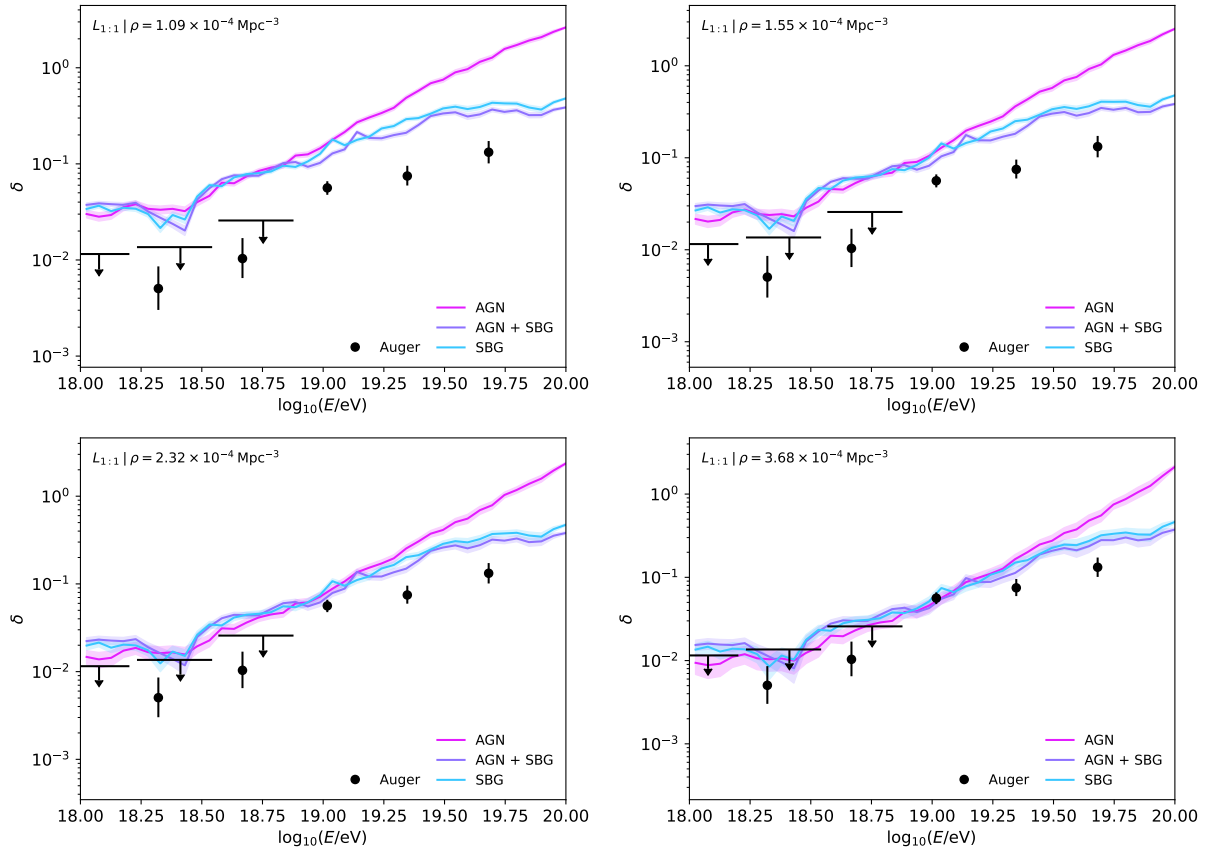 L₁:₁ | ρ = 1.09 × 10⁻⁴ Mpc⁻³
10⁰
10⁻¹
10⁻²
10⁻³
δ
AGN
AGN + SBG
Auger
SBG
18.00 18.25 18.50 18.75 19.00 19.25 19.50 19.75 20.00
log₁₀(E/eV)
L₁:₁ | ρ = 1.55 × 10⁻⁴ Mpc⁻³
10⁰
10⁻¹
10⁻²
10⁻³
δ
AGN
AGN + SBG
Auger
SBG
18.00 18.25 18.50 18.75 19.00 19.25 19.50 19.75 20.00
log₁₀(E/eV)
L₁:₁ | ρ = 2.32 × 10⁻⁴ Mpc⁻³
10⁰
10⁻¹
10⁻²
10⁻³
δ
AGN
AGN + SBG
Auger
SBG
18.00 18.25 18.50 18.75 19.00 19.25 19.50 19.75 20.00
log₁₀(E/eV)
L₁:₁ | ρ = 3.68 × 10⁻⁴ Mpc⁻³
10⁰
10⁻¹
10⁻²
10⁻³
δ
AGN
AGN + SBG
Auger
SBG
18.00 18.25 18.50 18.75 19.00 19.25 19.50 19.75 20.00
log₁₀(E/eV)